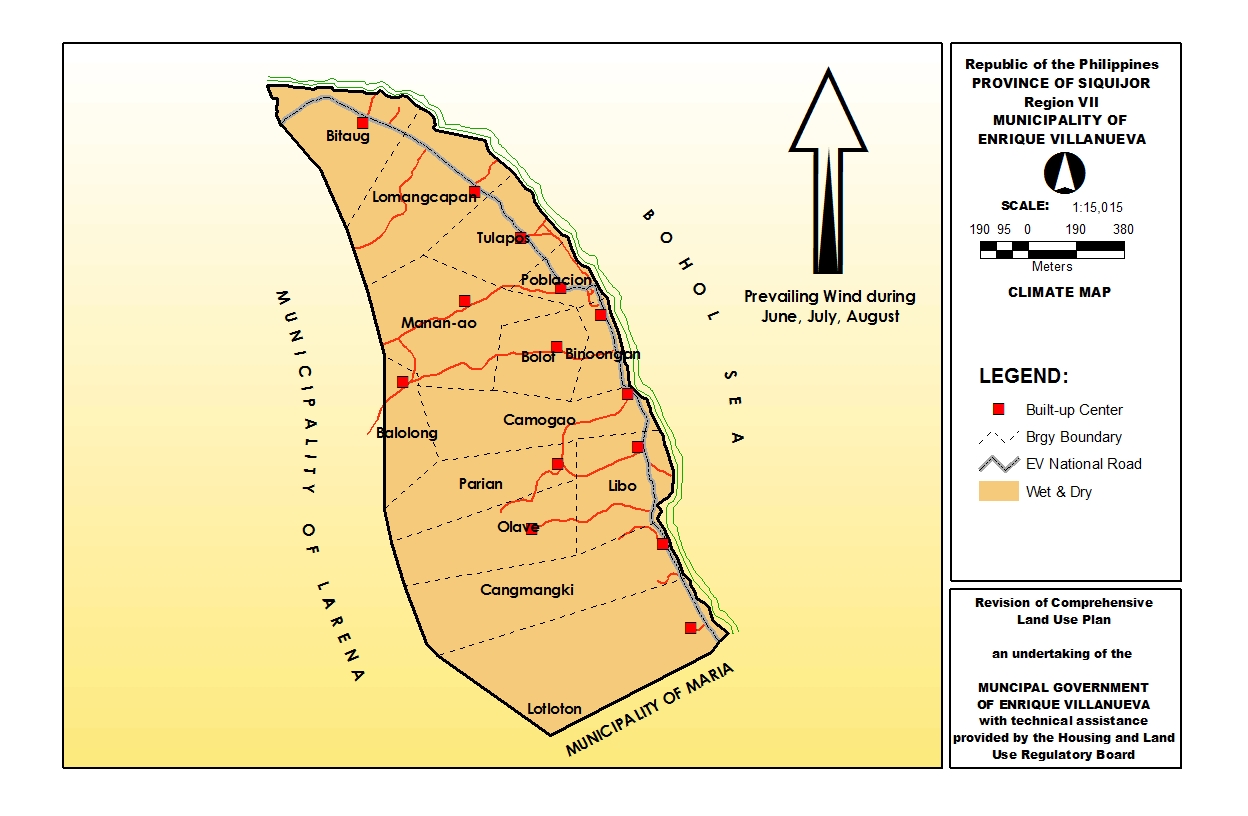 Bitaug
Lomangcapan
Tulapos
Poblacion
Manan-ao
Bolot
Binoongan
Camogao
Balolong
Parian
Libo
Olave
Cangmangki
Lotloton
MUNICIPALITY OF LARENA
MUNICIPALITY OF MARIA
BOHOL SEA
Prevailing Wind during
June, July, August
Republic of the Philippines
PROVINCE OF SIQUIJOR
Region VII
MUNICIPALITY OF
ENRIQUE VILLANUEVA
SCALE: 1:15,015
190 95 0 190 380
Meters
CLIMATE MAP
LEGEND:
Built-up Center
Brgy Boundary
EV National Road
Wet & Dry
Revision of Comprehensive
Land Use Plan
an undertaking of the
MUNCIPAL GOVERNMENT
OF ENRIQUE VILLANUEVA
with technical assistance
provided by the Housing and Land
Use Regulatory Board